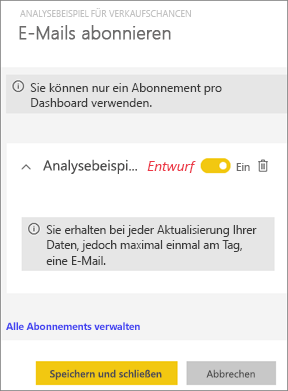 ANALYSEBEISPIEL FÜR VERKAUFSCHANCEN
E-Mails abonnieren
Sie können nur ein Abonnement pro
Dashboard verwenden.
Analysebeispi... Entwurf Ein
Sie erhalten bei jeder Aktualisierung Ihrer
Daten, jedoch maximal einmal am Tag,
eine E-Mail.
Alle Abonnements verwalten
Speichern und schließen Abbrechen